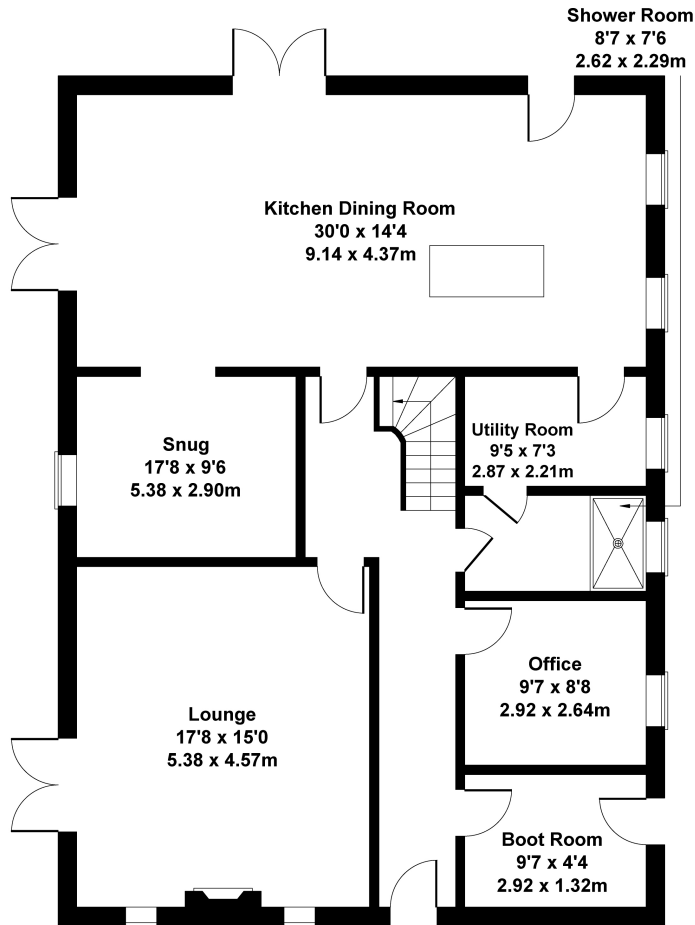 Shower Room
8'7 x 7'6
2.62 x 2.29m
Kitchen Dining Room
30'0 x 14'4
9.14 x 4.37m
Snug
17'8 x 9'6
5.38 x 2.90m
Utility Room
9'5 x 7'3
2.87 x 2.21m
Office
9'7 x 8'8
2.92 x 2.64m
Lounge
17'8 x 15'0
5.38 x 4.57m
Boot Room
9'7 x 4'4
2.92 x 1.32m